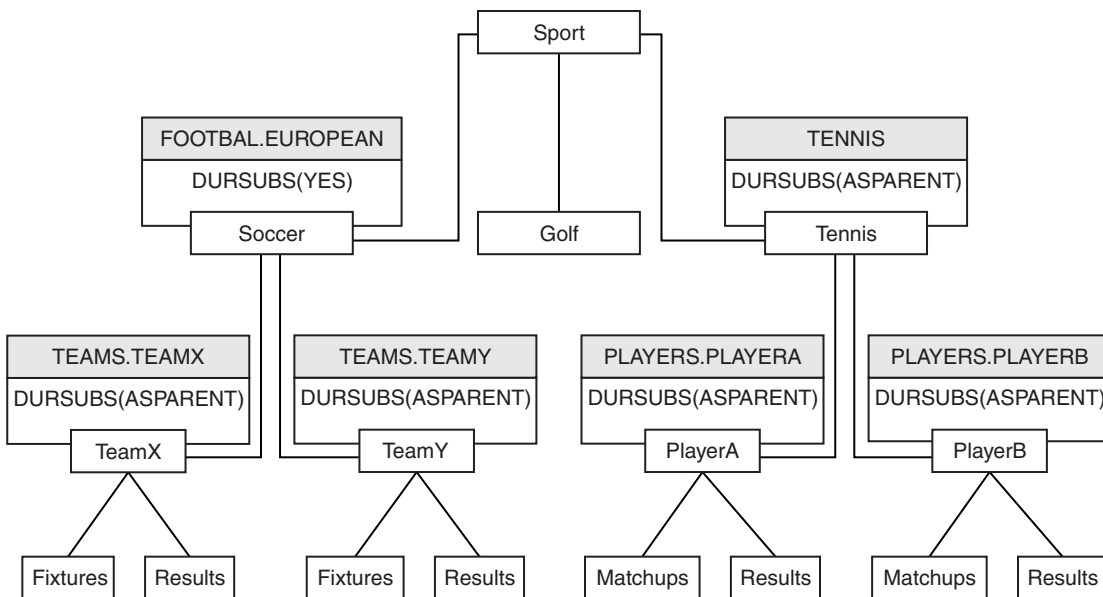 Sport
FOOTBAL.EUROPEAN
DURSUBS(YES)
Soccer
Golf
TENNIS
DURSUBS(ASPARENT)
Tennis
TEAMS.TEAMX
DURSUBS(ASPARENT)
TeamX
TEAMS.TEAMY
DURSUBS(ASPARENT)
TeamY
PLAYERS.PLAYERA
DURSUBS(ASPARENT)
PlayerA
PLAYERS.PLAYERB
DURSUBS(ASPARENT)
PlayerB
Fixtures
Results
Fixtures
Results
Matchups
Results
Matchups
Results